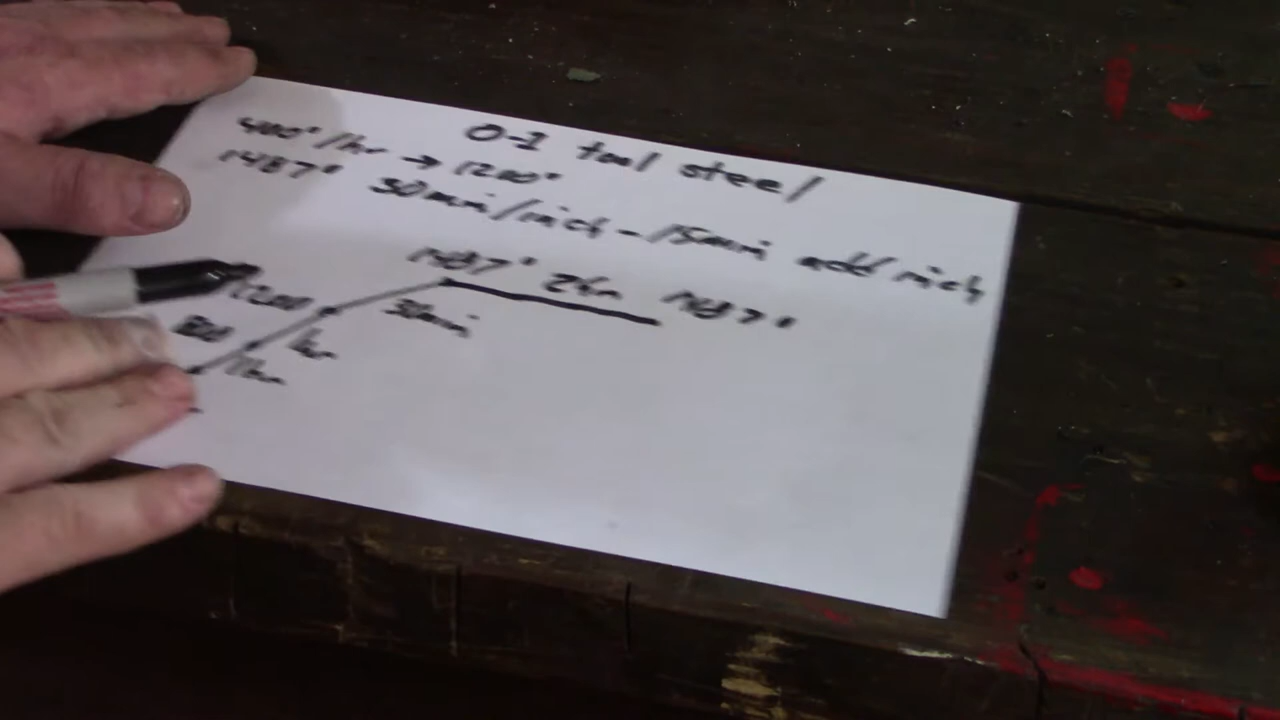 O-1 tool steel
400°/hr → 1200°
1487° 30min/inch - 15min add inch
1487° 2hr 1487°
1200 30min
800 hr
1hr